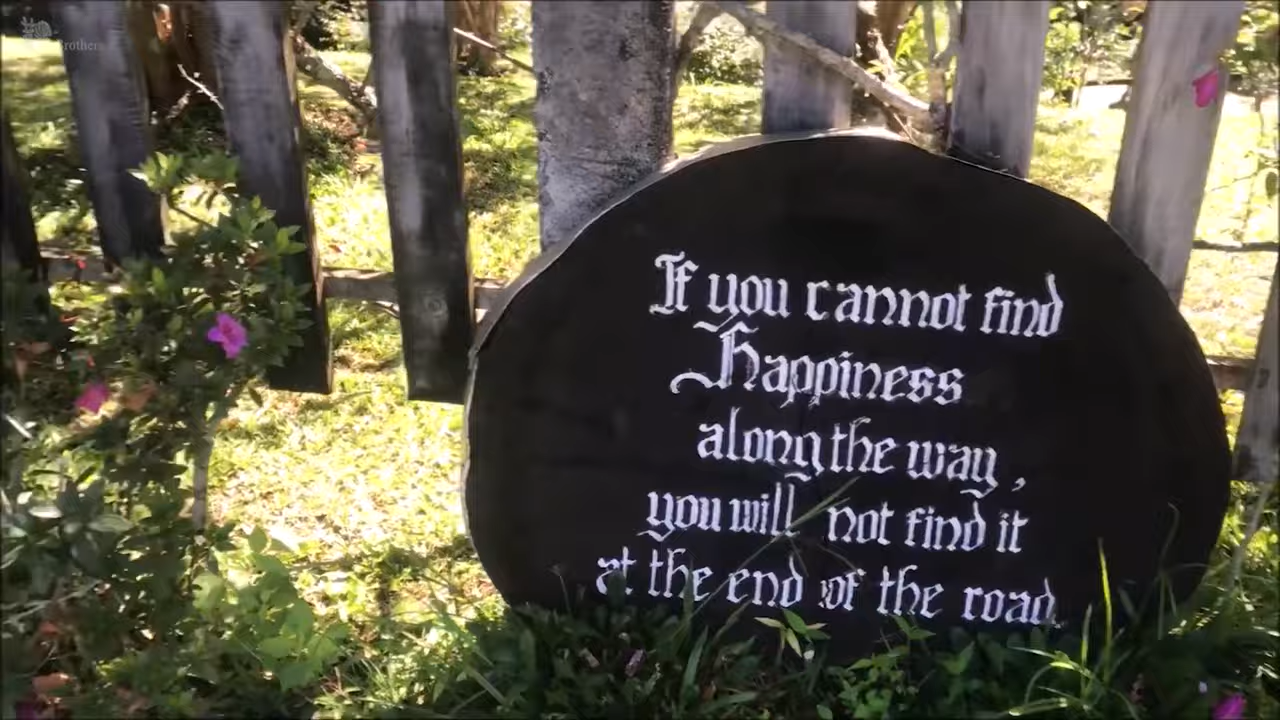 Brothers
If you cannot find
Happiness
along the way,
you will not find it
at the end of the road.